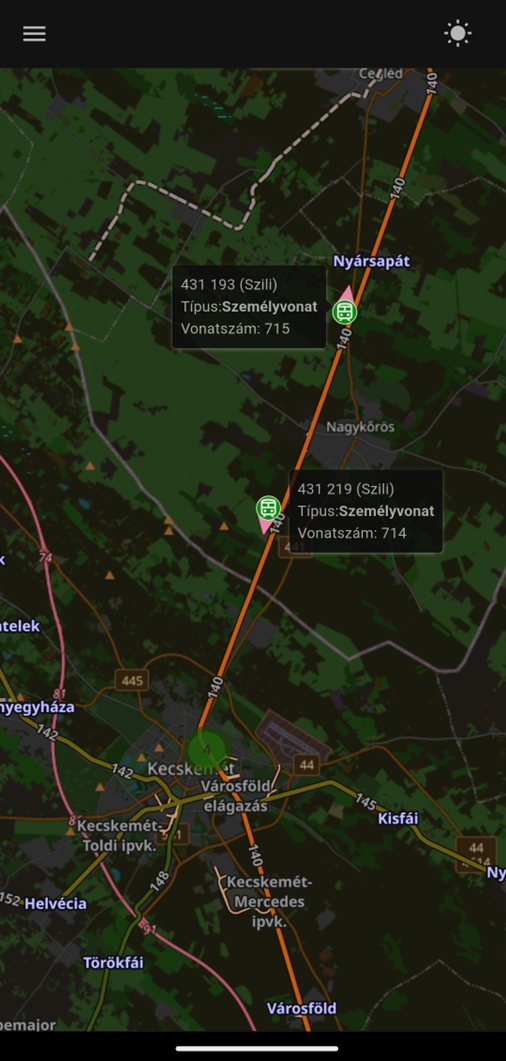 Cegléd
140
140
Nyársapát
431 193 (Szili)
Típus:Személyvonat
Vonatszám: 715
140
Nagykőrös
431 219 (Szili)
Típus:Személyvonat
Vonatszám: 714
140
74
445
140
81
142
142
4
Kecskemét
44
Városföld
elágazás
145
Kisfái
Kecskemét-
Toldi ipvk.
44
140
148
Kecskemét-
Mercedes
ipvk.
152
Helvécia
Törökfái
Városföld